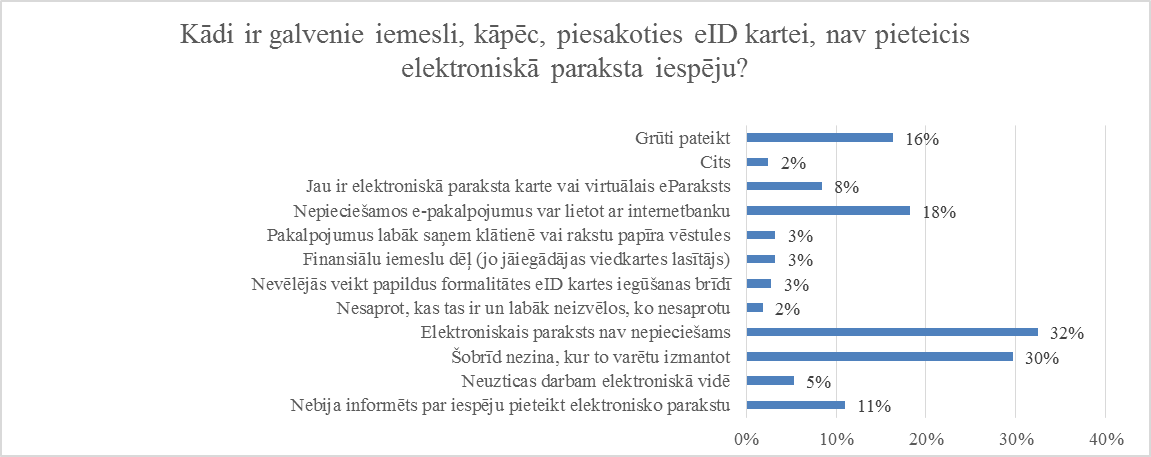 Kādi ir galvenie iemesli, kāpēc, piesakoties eID kartei, nav pieteicis
elektroniskā paraksta iespēju?
Grūti pateikt 16%
Cits 2%
Jau ir elektroniskā paraksta karte vai virtuālais eParaksts 8%
Nepieciešamos e-pakalpojumus var lietot ar internetbanku 18%
Pakalpojumus labāk saņem klātienē vai rakstu papīra vēstules 3%
Finansiālu iemeslu dēļ (jo jāiegādājas viedkartes lasītājs) 3%
Nevēlējās veikt papildus formalitātes eID kartes iegūšanas brīdī 3%
Nesaprot, kas tas ir un labāk neizvēlos, ko nesaprotu 2%
Elektroniskais paraksts nav nepieciešams 32%
Šobrīd nezina, kur to varētu izmantot 30%
Neuzticas darbam elektroniskā vidē 5%
Nebija informēts par iespēju pieteikt elektronisko parakstu 11%
0% 10% 20% 30% 40%